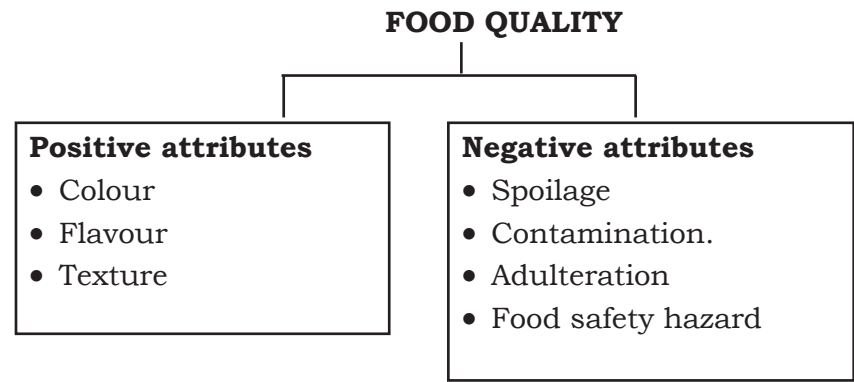 FOOD QUALITY
Positive attributes
• Colour
• Flavour
• Texture
Negative attributes
• Spoilage
• Contamination.
• Adulteration
• Food safety hazard